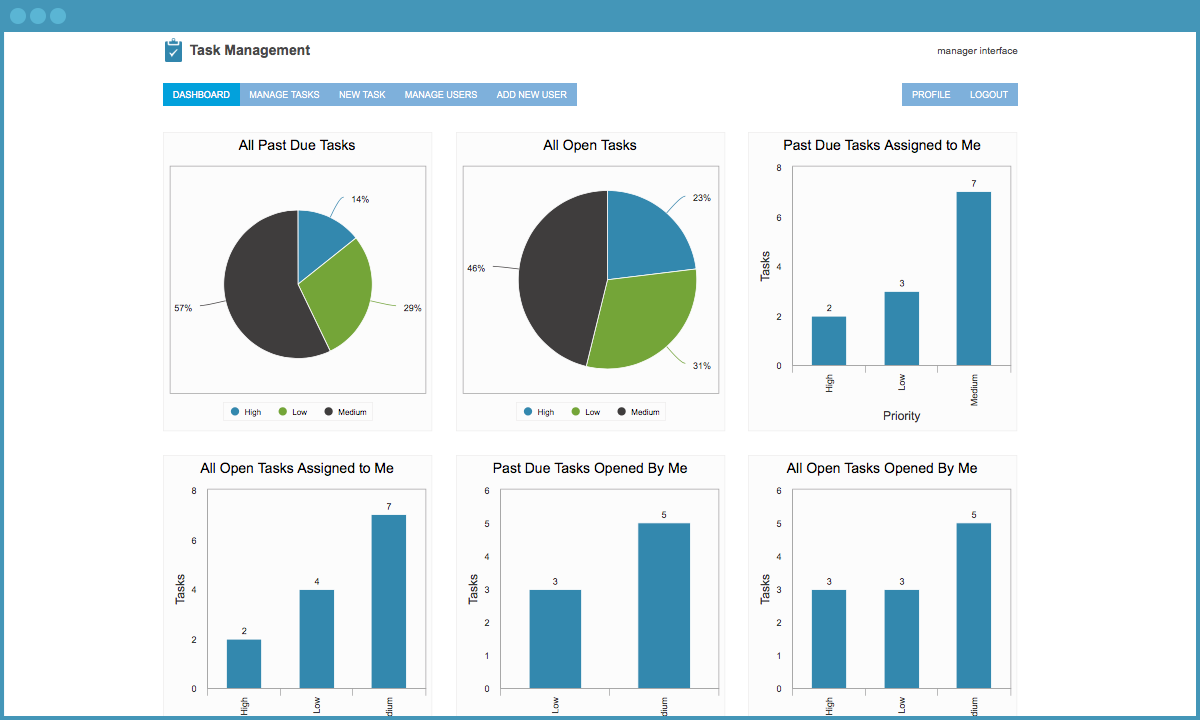 Task Management
manager interface
DASHBOARD MANAGE TASKS NEW TASK MANAGE USERS ADD NEW USER
PROFILE LOGOUT
All Past Due Tasks
14%
57%
29%
High Low Medium
All Open Tasks
23%
46%
31%
High Low Medium
Past Due Tasks Assigned to Me
8
7
6
Tasks
4
3
2
2
0
High Low Medium
Priority
All Open Tasks Assigned to Me
8
7
6
Tasks
4
4
2
2
0
High Low dium
Past Due Tasks Opened By Me
6
5
5
4
Tasks
3
3
2
1
0
Low dium
All Open Tasks Opened By Me
6
5
5
4
Tasks
3
3
3
2
1
0
High Low dium